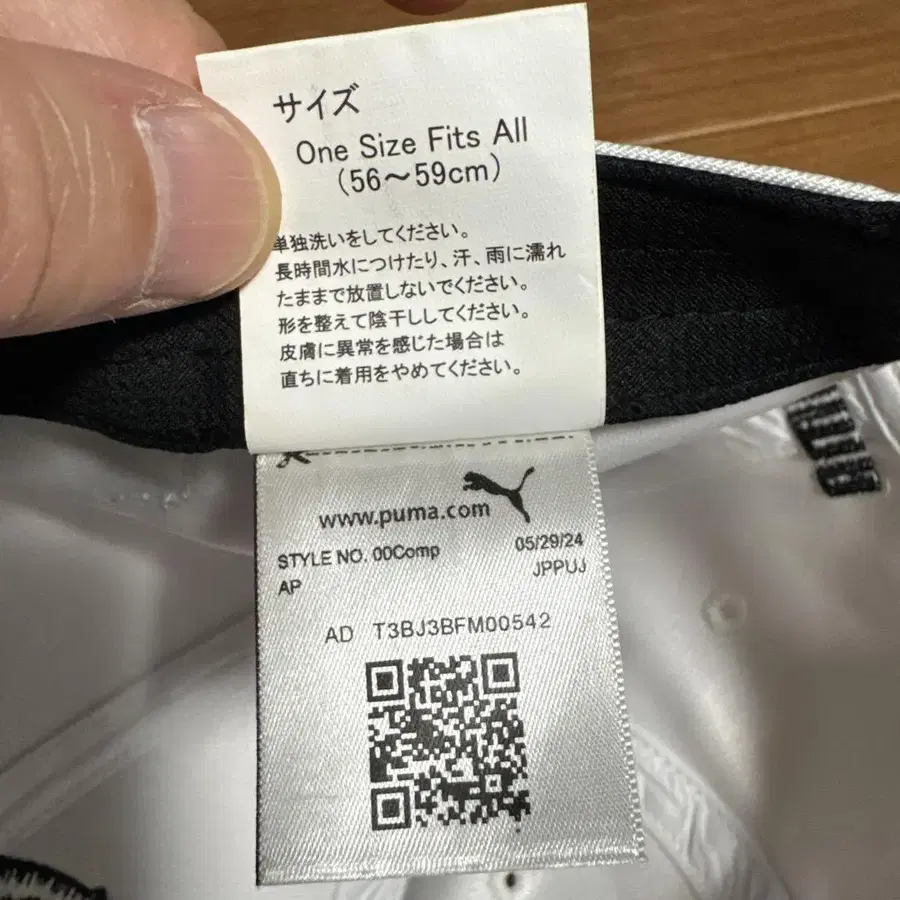 サイズ
One Size Fits All
(56～59cm)
単独洗いをしてください。
長時間水につけたり、汗、雨に濡れ
たままで放置しないでください。
形を整えて陰干ししてください。
皮膚に異常を感じた場合は
直ちに着用をやめてください。
www.puma.com
STYLE NO. 00Comp 05/29/24
AP JPPUJ
AD T3BJ3BFM00542